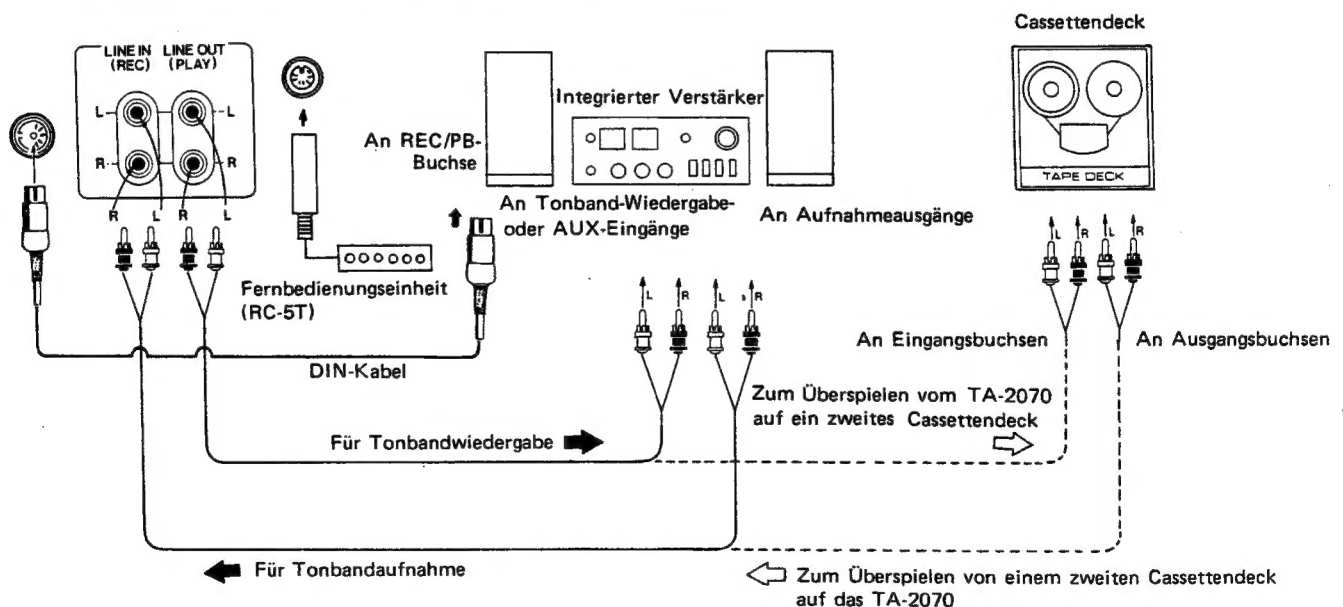 Cassettendeck
LINE IN LINE OUT
(REC) (PLAY)
L L
R R
R L R L
Integrierter Verstärker
An REC/PB-
Buchse
TAPE DECK
An Tonband-Wiedergabe-
oder AUX-Eingänge
An Aufnahmeausgänge
Fernbedienungseinheit
(RC-5T)
L R L R
L R L R
An Eingangsbuchsen
An Ausgangsbuchsen
DIN-Kabel
Zum Überspielen vom TA-2070
auf ein zweites Cassettendeck
Für Tonbandwiedergabe
Für Tonbandaufnahme
Zum Überspielen von einem zweiten Cassettendeck
auf das TA-2070